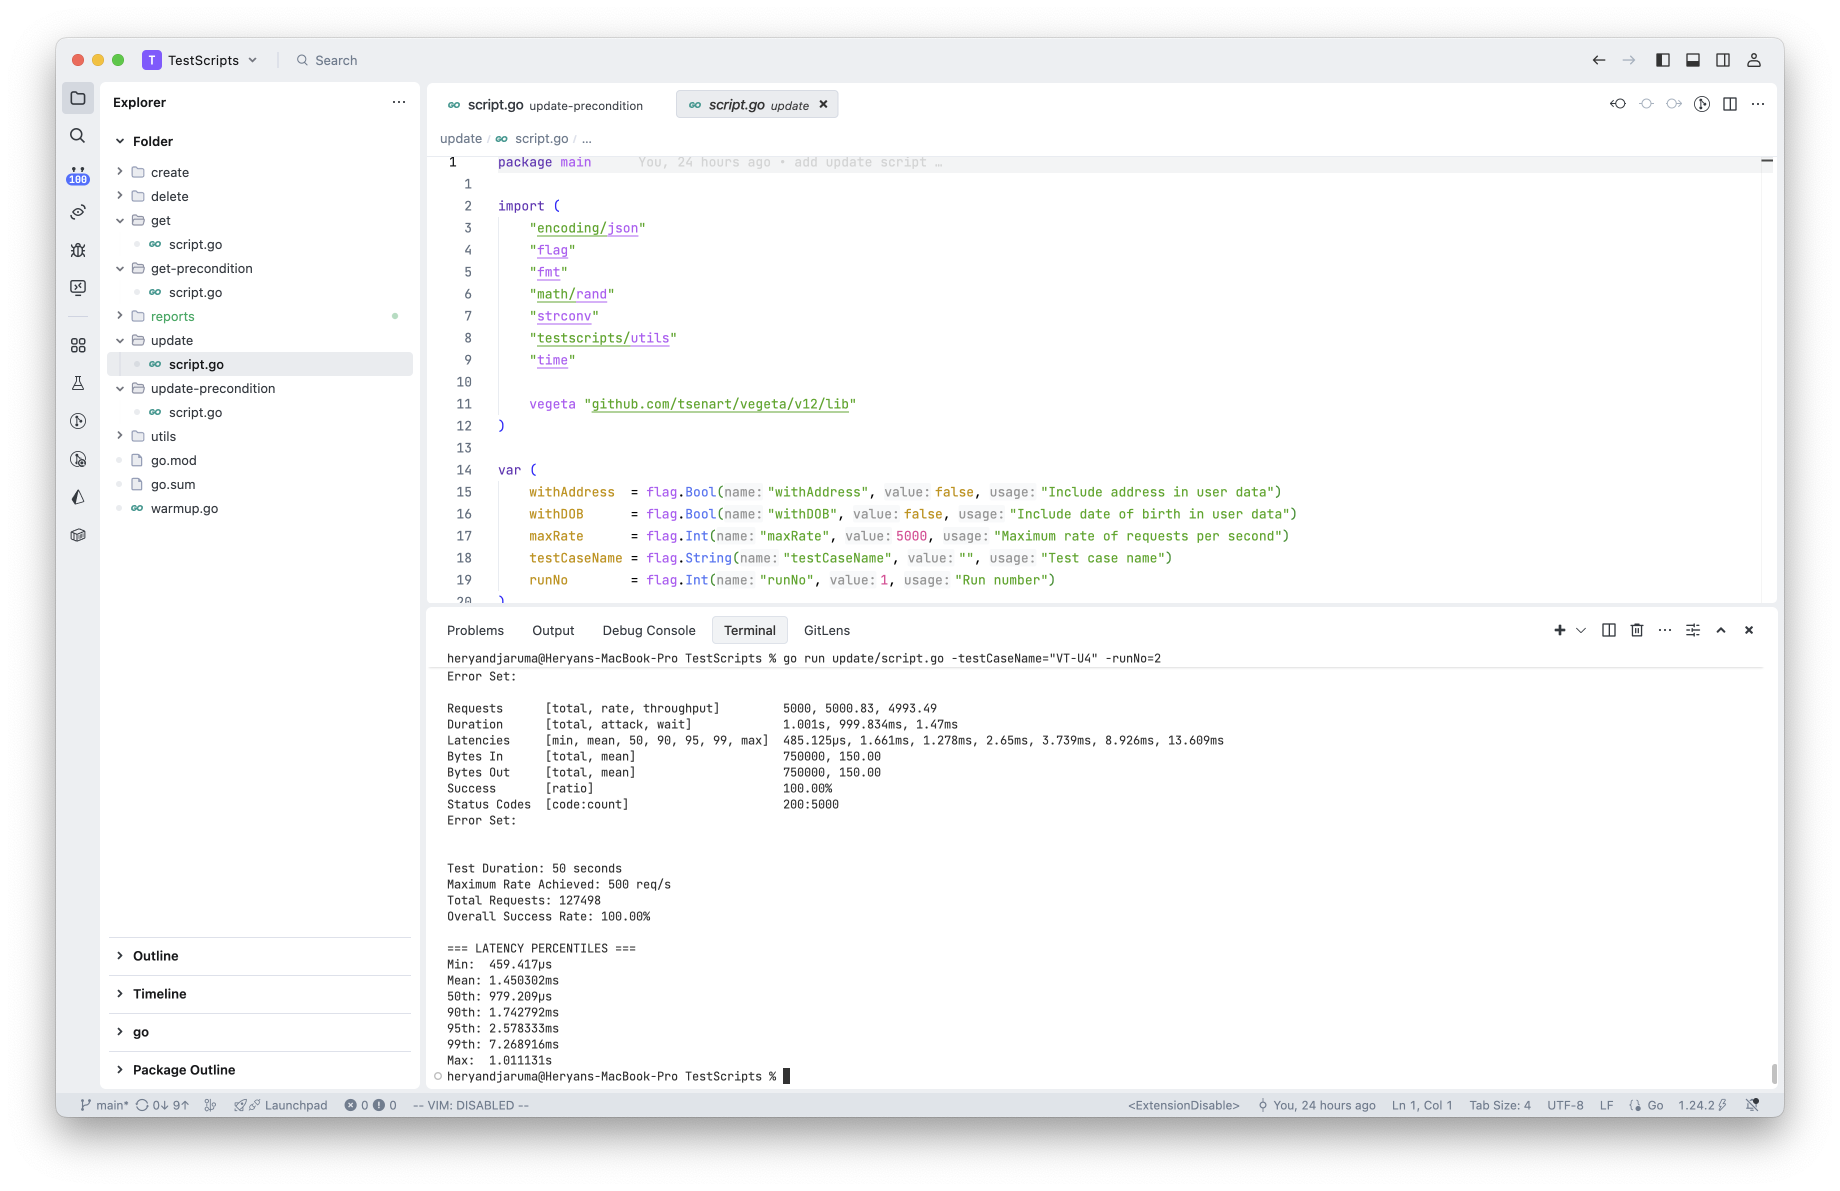 T TestScripts Search
Explorer
Folder
create
delete
get
script.go
get-precondition
script.go
reports
update
script.go
update-precondition
script.go
utils
go.mod
go.sum
warmup.go
Outline
Timeline
go
Package Outline
100
script.go update-precondition
script.go update
update / script.go / ...
1 package main You, 24 hours ago • add update script …
1
2 import (
3 "encoding/json"
4 "flag"
5 "fmt"
6 "math/rand"
7 "strconv"
8 "testscripts/utils"
9 "time"
10
11 vegeta "github.com/tsenart/vegeta/v12/lib"
12 )
13
14 var (
15 withAddress = flag.Bool(name: "withAddress", value: false, usage: "Include address in user data")
16 withDOB = flag.Bool(name: "withDOB", value: false, usage: "Include date of birth in user data")
17 maxRate = flag.Int(name: "maxRate", value: 5000, usage: "Maximum rate of requests per second")
18 testCaseName = flag.String(name: "testCaseName", value: "", usage: "Test case name")
19 runNo = flag.Int(name: "runNo", value: 1, usage: "Run number")
20 )
Problems Output Debug Console Terminal GitLens
heryandjaruma@Heryans-MacBook-Pro TestScripts % go run update/script.go -testCaseName="VT-U4" -runNo=2
Error Set:
Requests [total, rate, throughput] 5000, 5000.83, 4993.49
Duration [total, attack, wait] 1.001s, 999.834ms, 1.47ms
Latencies [min, mean, 50, 90, 95, 99, max] 485.125µs, 1.661ms, 1.278ms, 2.65ms, 3.739ms, 8.926ms, 13.609ms
Bytes In [total, mean] 750000, 150.00
Bytes Out [total, mean] 750000, 150.00
Success [ratio] 100.00%
Status Codes [code:count] 200:5000
Error Set:
Test Duration: 50 seconds
Maximum Rate Achieved: 500 req/s
Total Requests: 127498
Overall Success Rate: 100.00%
=== LATENCY PERCENTILES ===
Min: 459.417µs
Mean: 1.450302ms
50th: 979.209µs
90th: 1.742792ms
95th: 2.578333ms
99th: 7.268916ms
Max: 1.011131s
heryandjaruma@Heryans-MacBook-Pro TestScripts %
main* 0↓ 9↑ Launchpad 0 0 -- VIM: DISABLED -- <ExtensionDisable> You, 24 hours ago Ln 1, Col 1 Tab Size: 4 UTF-8 LF Go 1.24.2